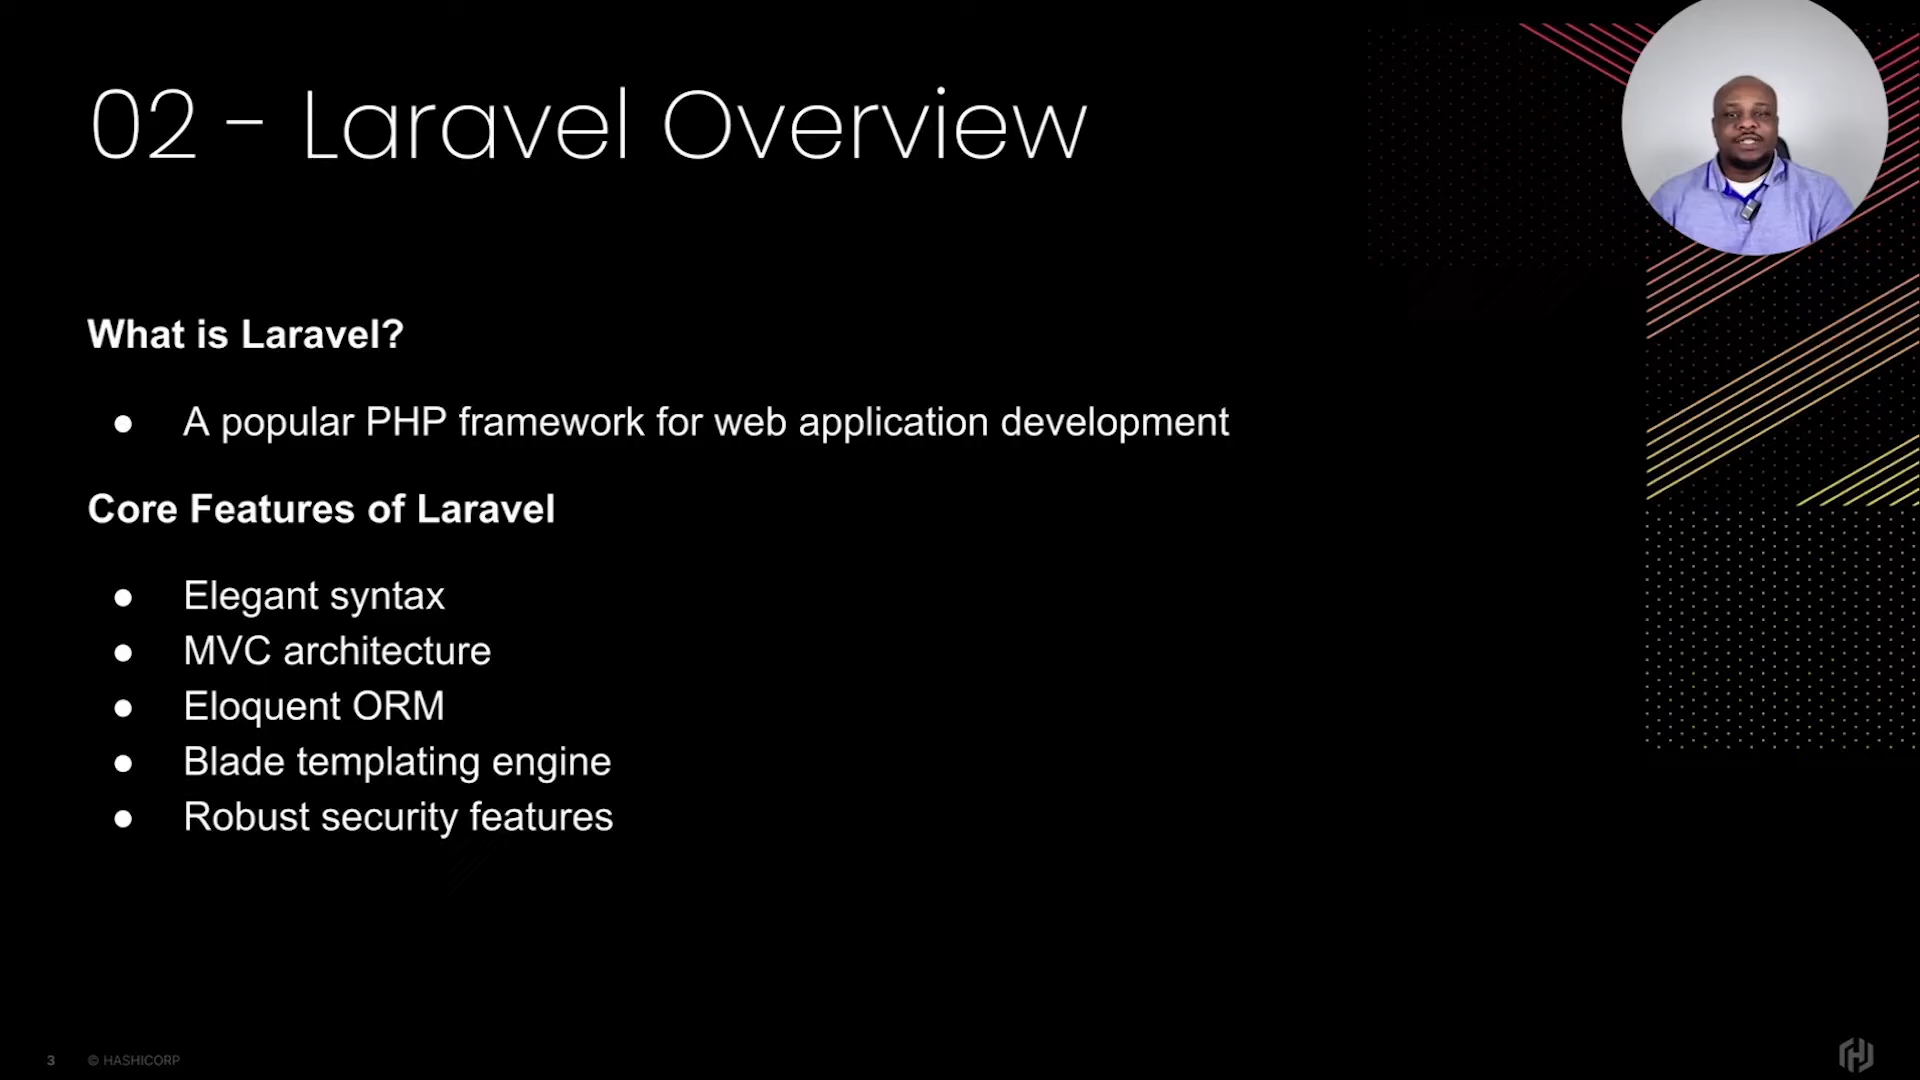 02 - Laravel Overview
What is Laravel?
● A popular PHP framework for web application development
Core Features of Laravel
● Elegant syntax
● MVC architecture
● Eloquent ORM
● Blade templating engine
● Robust security features
3 © HASHICORP